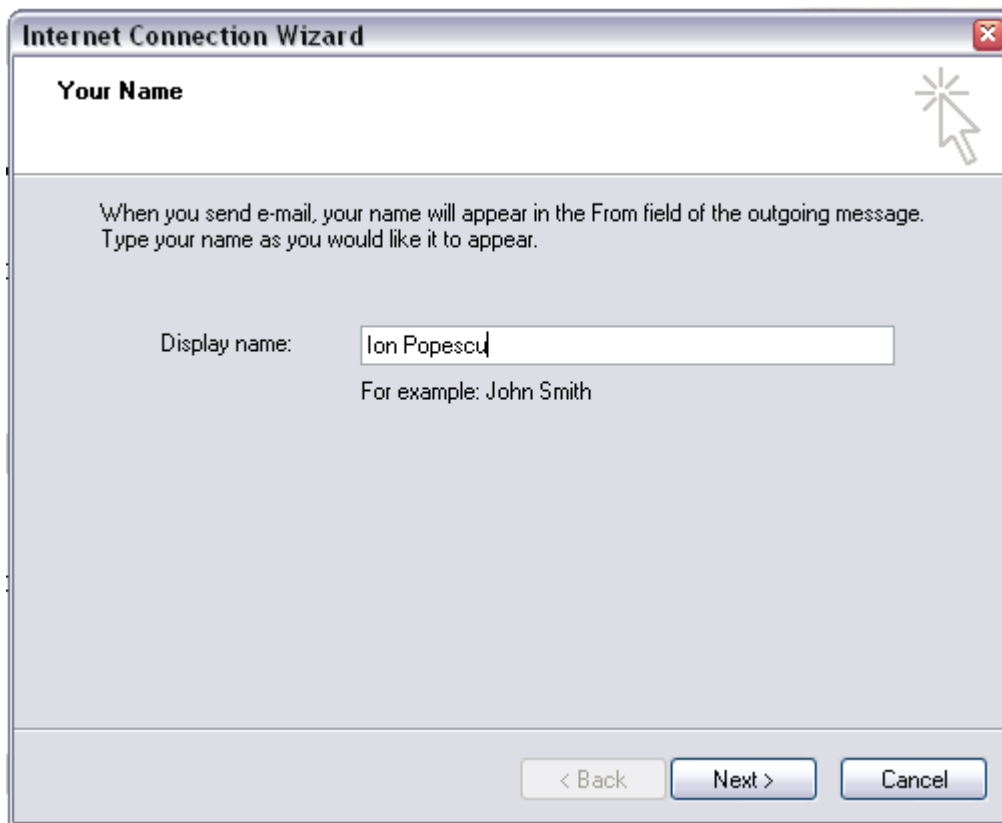 Internet Connection Wizard
Your Name
When you send e-mail, your name will appear in the From field of the outgoing message.
Type your name as you would like it to appear.
Display name: Ion Popescu
For example: John Smith
< Back Next > Cancel